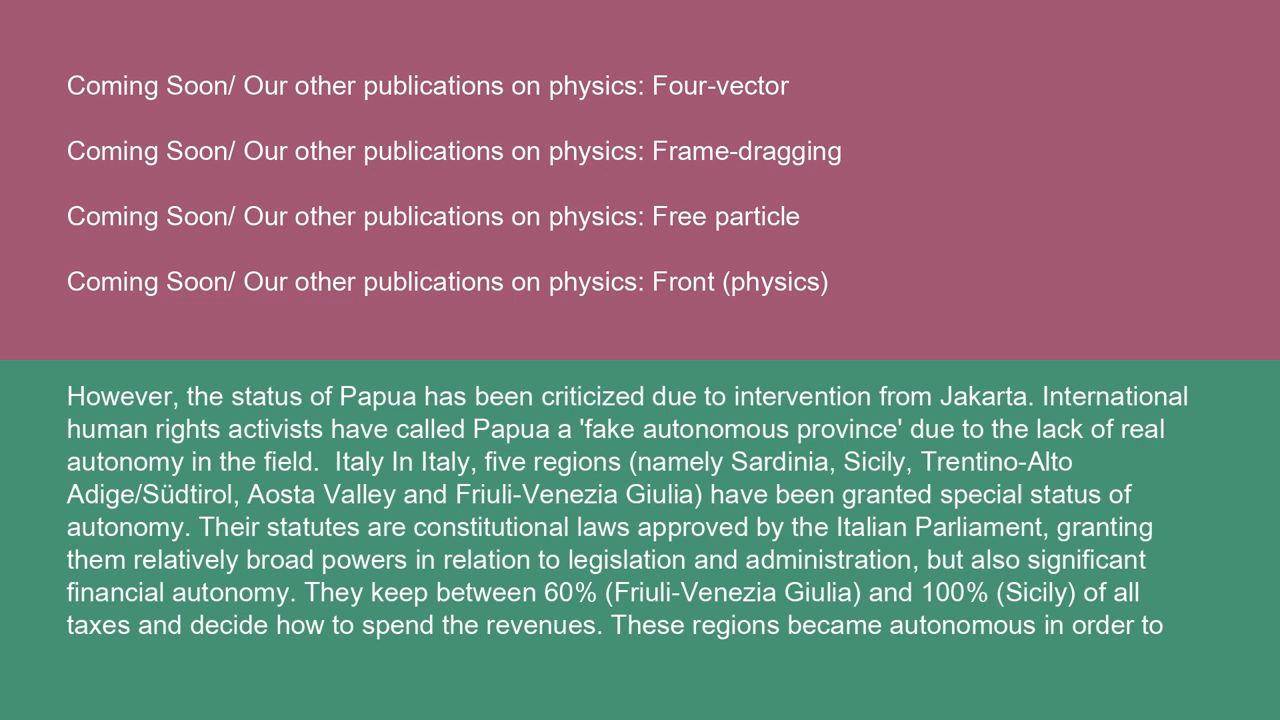 Coming Soon/ Our other publications on physics: Four-vector
Coming Soon/ Our other publications on physics: Frame-dragging
Coming Soon/ Our other publications on physics: Free particle
Coming Soon/ Our other publications on physics: Front (physics)
However, the status of Papua has been criticized due to intervention from Jakarta. International
human rights activists have called Papua a 'fake autonomous province' due to the lack of real
autonomy in the field.  Italy In Italy, five regions (namely Sardinia, Sicily, Trentino-Alto
Adige/Südtirol, Aosta Valley and Friuli-Venezia Giulia) have been granted special status of
autonomy. Their statutes are constitutional laws approved by the Italian Parliament, granting
them relatively broad powers in relation to legislation and administration, but also significant
financial autonomy. They keep between 60% (Friuli-Venezia Giulia) and 100% (Sicily) of all
taxes and decide how to spend the revenues. These regions became autonomous in order to